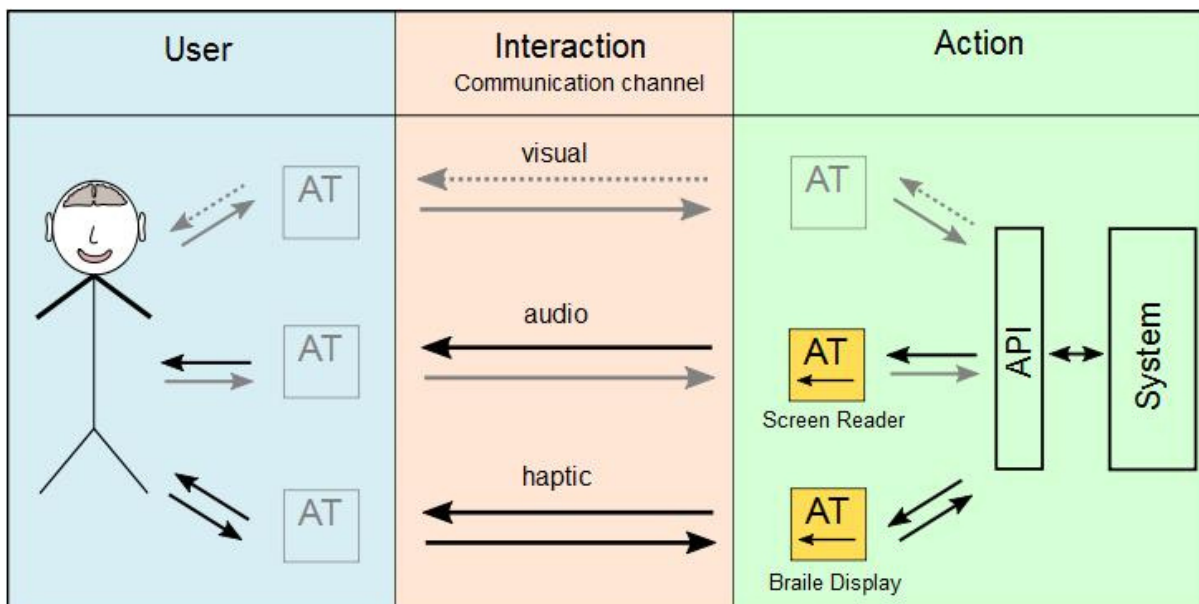 User
Interaction
Communication channel
Action
visual
AT
AT
audio
AT
AT
Screen Reader
haptic
AT
AT
Braile Display
API
System